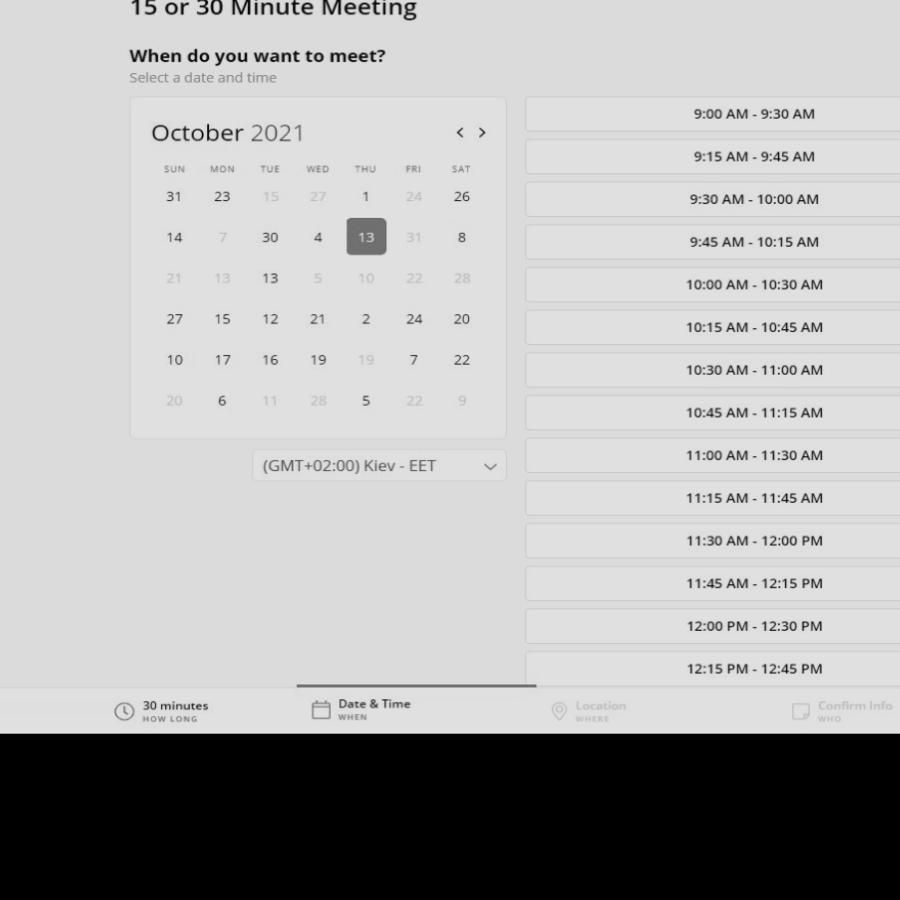 15 or 30 Minute Meeting
When do you want to meet?
Select a date and time
October 2021
SUN MON TUE WED THU FRI SAT
31 23 15 27 1 24 26
14 7 30 4 13 31 8
21 13 13 5 10 22 28
27 15 12 21 2 24 20
10 17 16 19 19 7 22
20 6 11 28 5 22 9
(GMT+02:00) Kiev - EET
9:00 AM - 9:30 AM
9:15 AM - 9:45 AM
9:30 AM - 10:00 AM
9:45 AM - 10:15 AM
10:00 AM - 10:30 AM
10:15 AM - 10:45 AM
10:30 AM - 11:00 AM
10:45 AM - 11:15 AM
11:00 AM - 11:30 AM
11:15 AM - 11:45 AM
11:30 AM - 12:00 PM
11:45 AM - 12:15 PM
12:00 PM - 12:30 PM
12:15 PM - 12:45 PM
30 minutes
HOW LONG
Date & Time
WHEN
Location
WHERE
Confirm Info
WHO